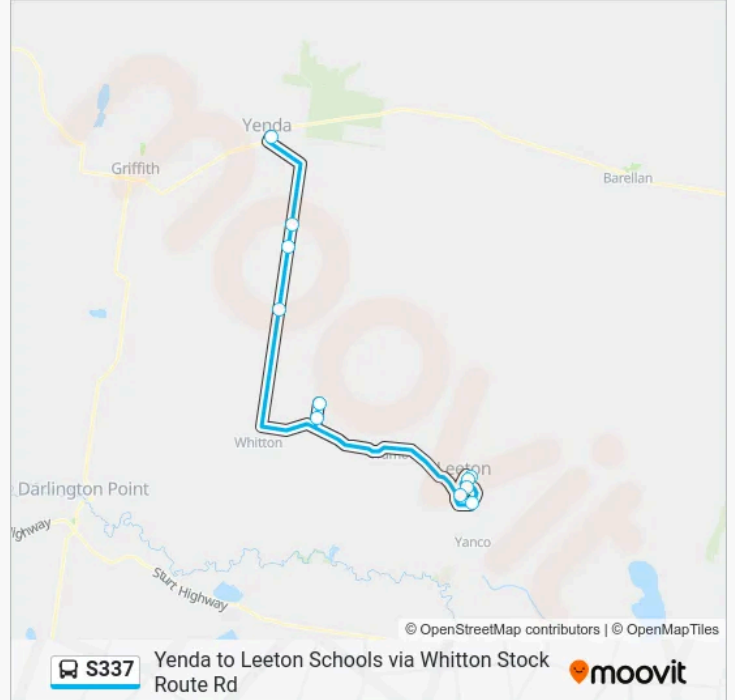 Yenda
Griffith
Barellan
Whitton
Leeton
Darlington Point
Yanco
Sturt Highway
© OpenStreetMap contributors | © OpenMapTiles
S337
Yenda to Leeton Schools via Whitton Stock
Route Rd
moovit
moovit